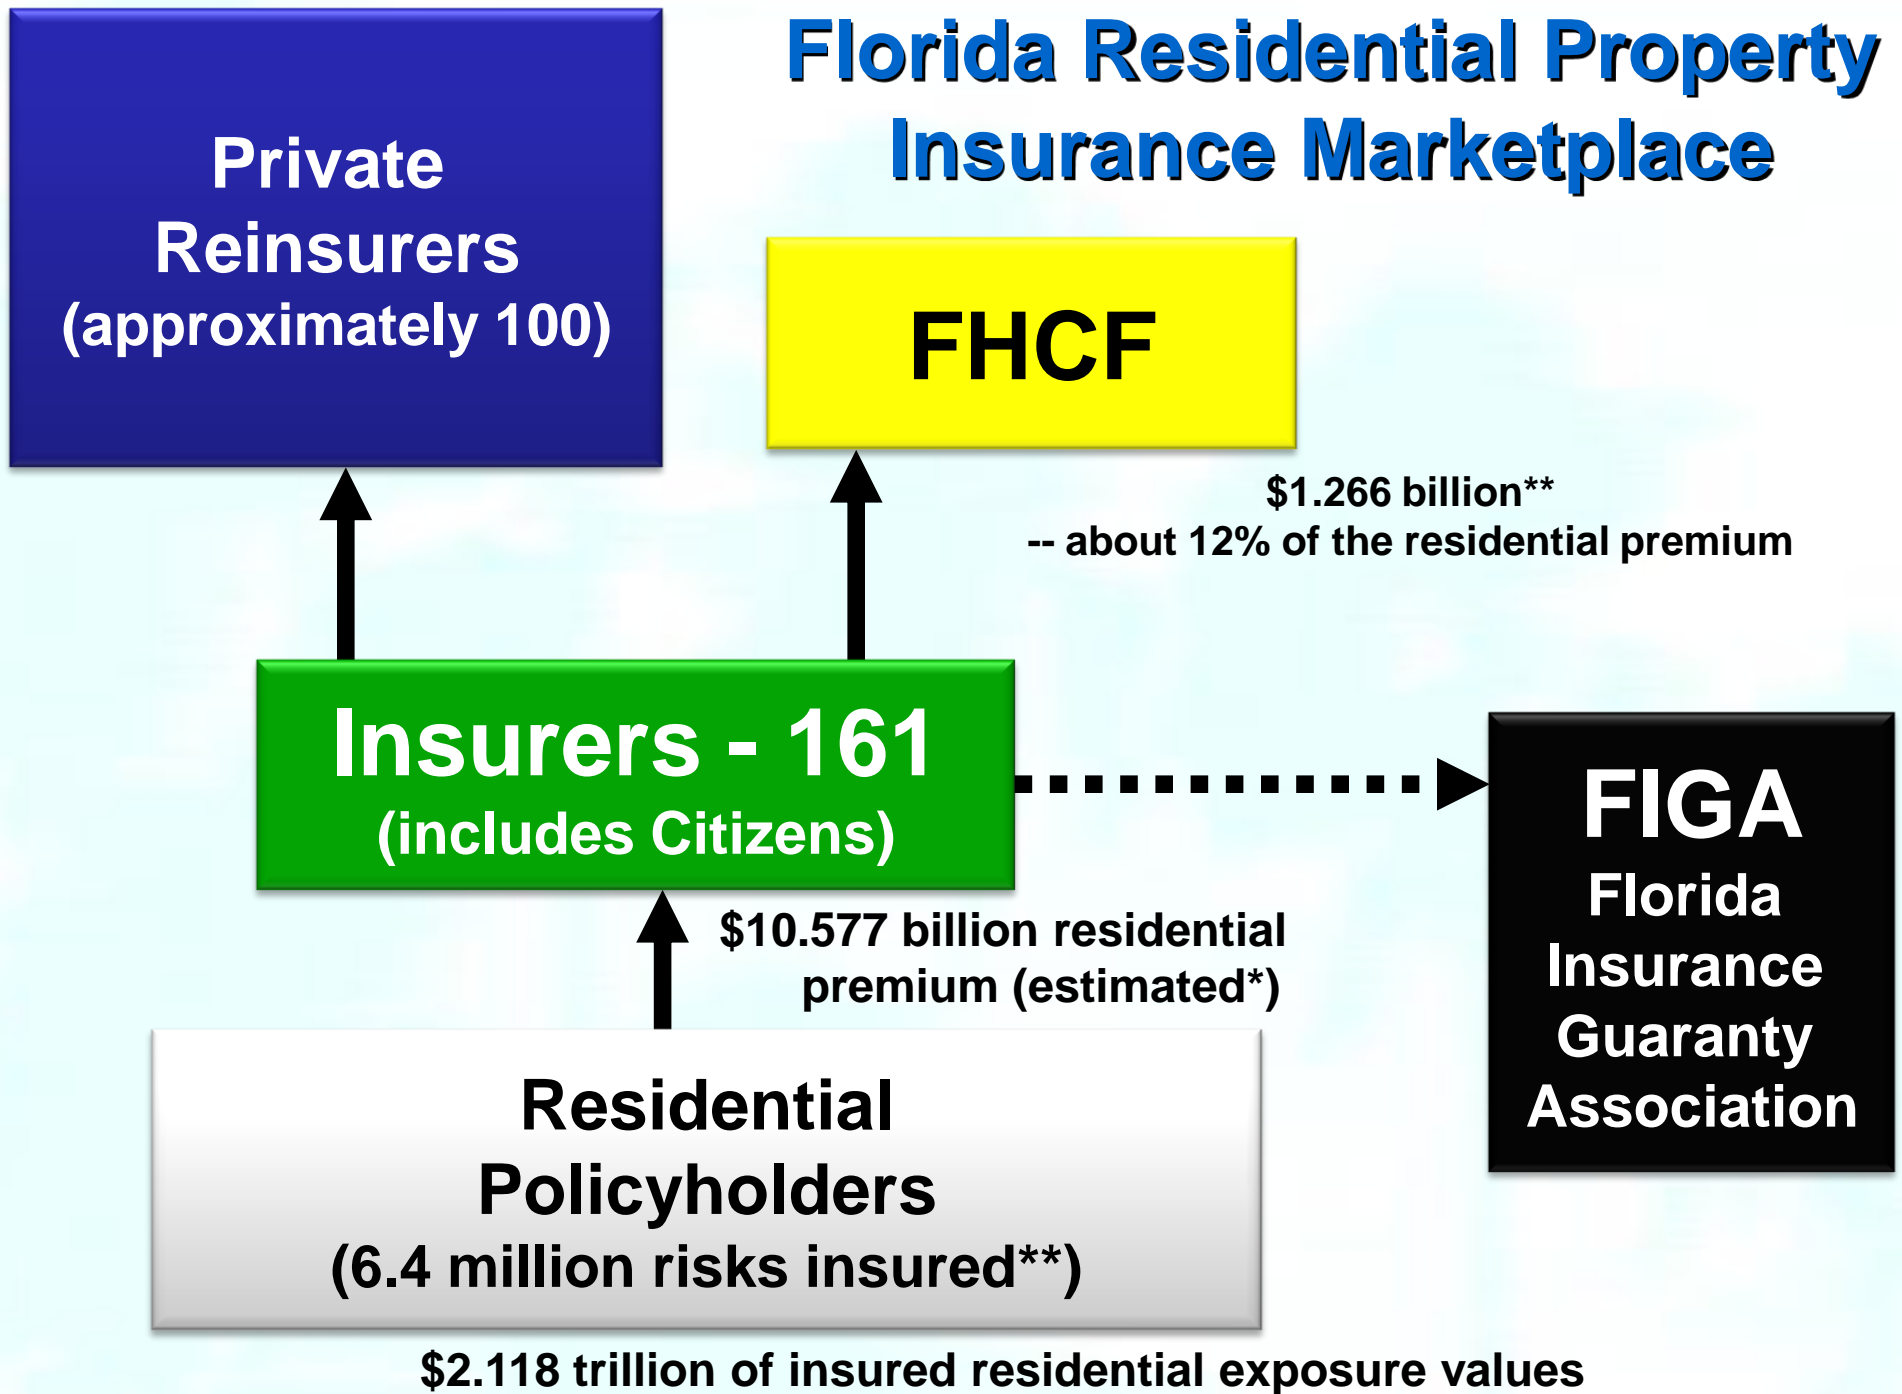 Florida Residential Property
Insurance Marketplace
Private
Reinsurers
(approximately 100)
FHCF
$1.266 billion**
-- about 12% of the residential premium
Insurers - 161
(includes Citizens)
FIGA
Florida
Insurance
Guaranty
Association
$10.577 billion residential
premium (estimated*)
Residential
Policyholders
(6.4 million risks insured**)
$2.118 trillion of insured residential exposure values